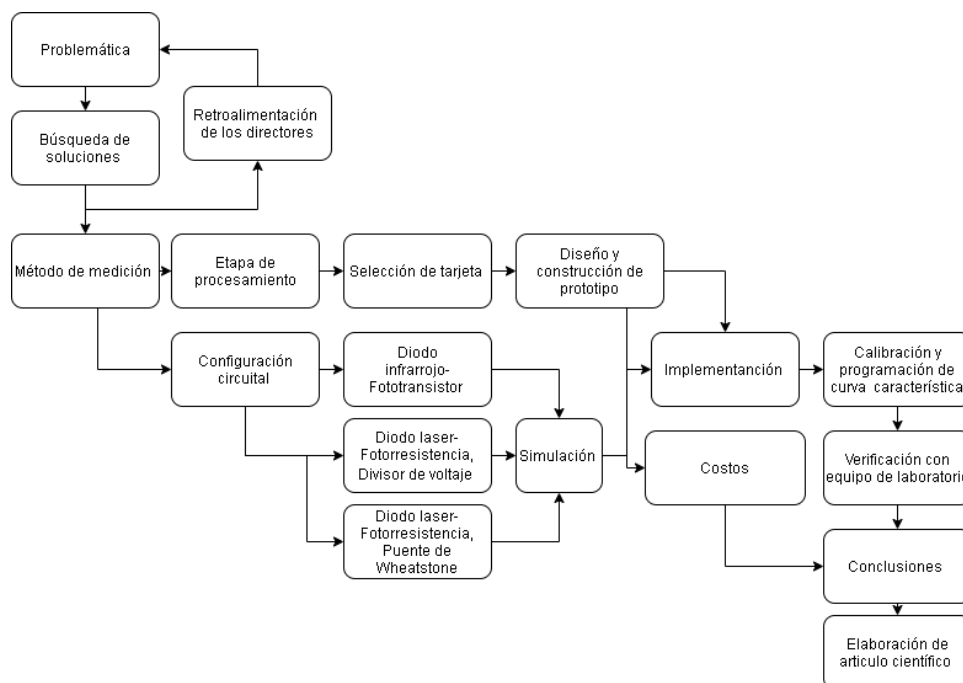 Problemática
Retroalimentación
de los directores
Búsqueda de
soluciones
Método de medición
Etapa de
procesamiento
Selección de tarjeta
Diseño y
construcción de
prototipo
Configuración
circuital
Diodo
infrarrojo-
Fototransistor
Implementanción
Calibración y
programación de
curva característica
Diodo laser-
Fotorresistencia,
Divisor de voltaje
Simulación
Costos
Verificación con
equipo de laboratorio
Diodo laser-
Fotorresistencia,
Puente de
Wheatstone
Conclusiones
Elaboración de
articulo científico